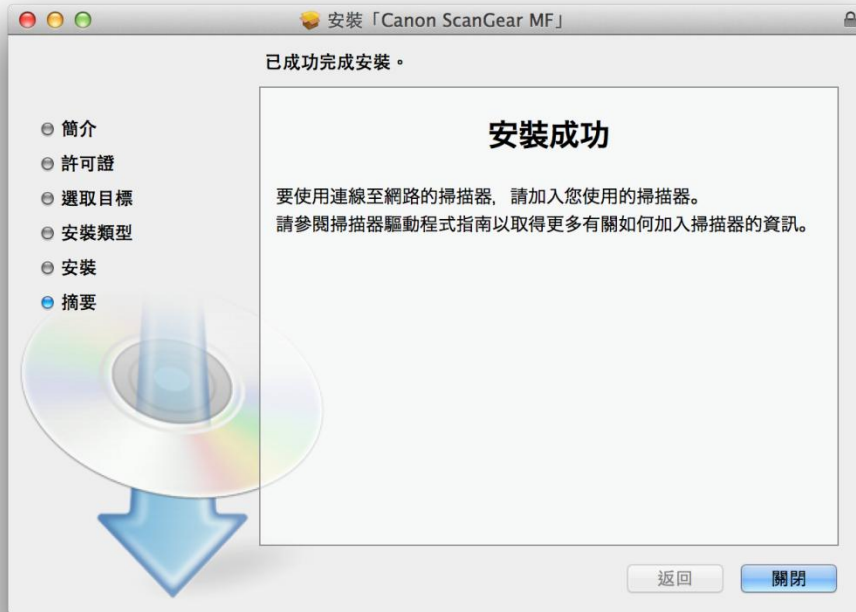 安裝「Canon ScanGear MF」
已成功完成安裝。
簡介
許可證
選取目標
安裝類型
安裝
摘要
安裝成功
要使用連線至網路的掃描器, 請加入您使用的掃描器。
請參閱掃描器驅動程式指南以取得更多有關如何加入掃描器的資訊。
返回
關閉